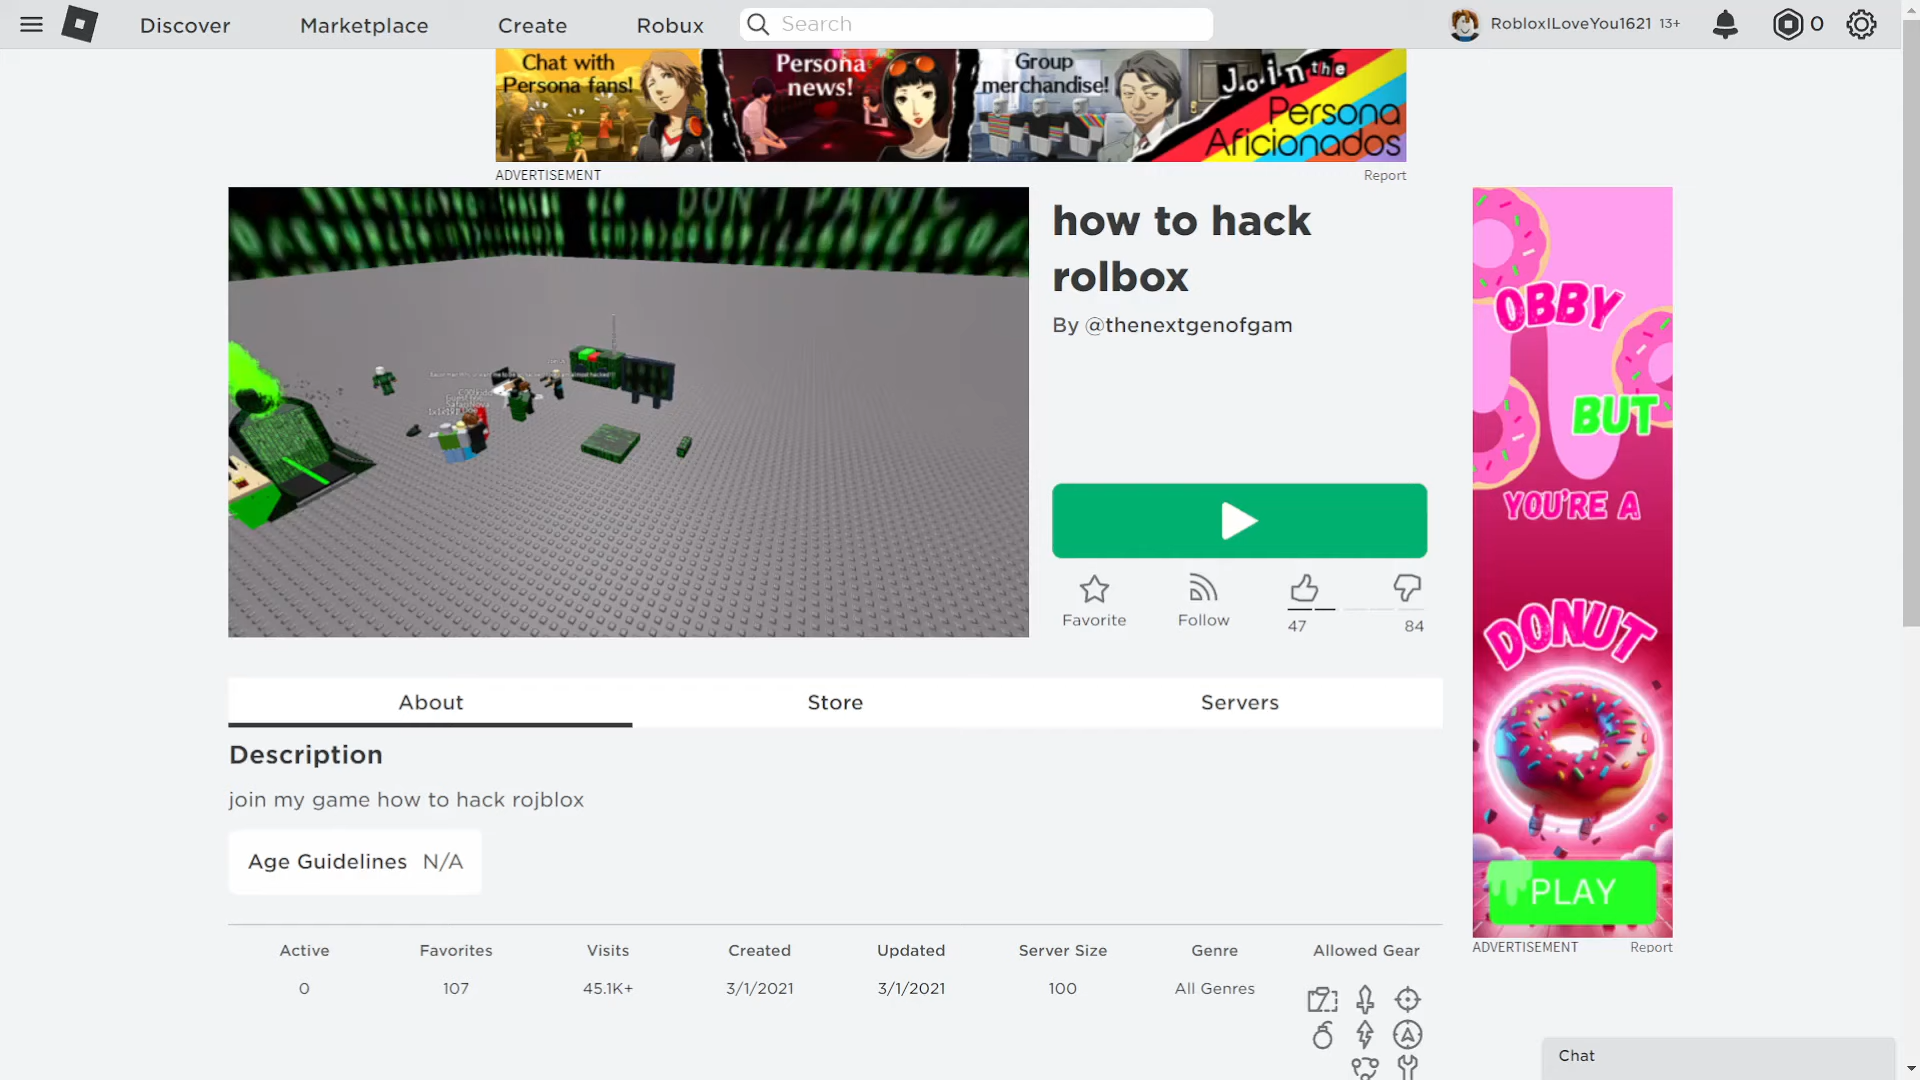 Discover
Marketplace
Create
Robux
Search
RobloxILoveYou1621 13+
0
Chat with
Persona fans!
Persona
news!
Group
merchandise!
Join the
Persona
Aficionados
ADVERTISEMENT
Report
DON'T PANIC
how to hack
rolbox
By @thenextgenofgam
Favorite
Follow
47
84
OBBY
BUT
YOU'RE A
DONUT
PLAY
ADVERTISEMENT
Report
About
Store
Servers
Description
join my game how to hack rojblox
Age Guidelines N/A
Active
Favorites
Visits
Created
Updated
Server Size
Genre
Allowed Gear
0
107
45.1K+
3/1/2021
3/1/2021
100
All Genres
Chat